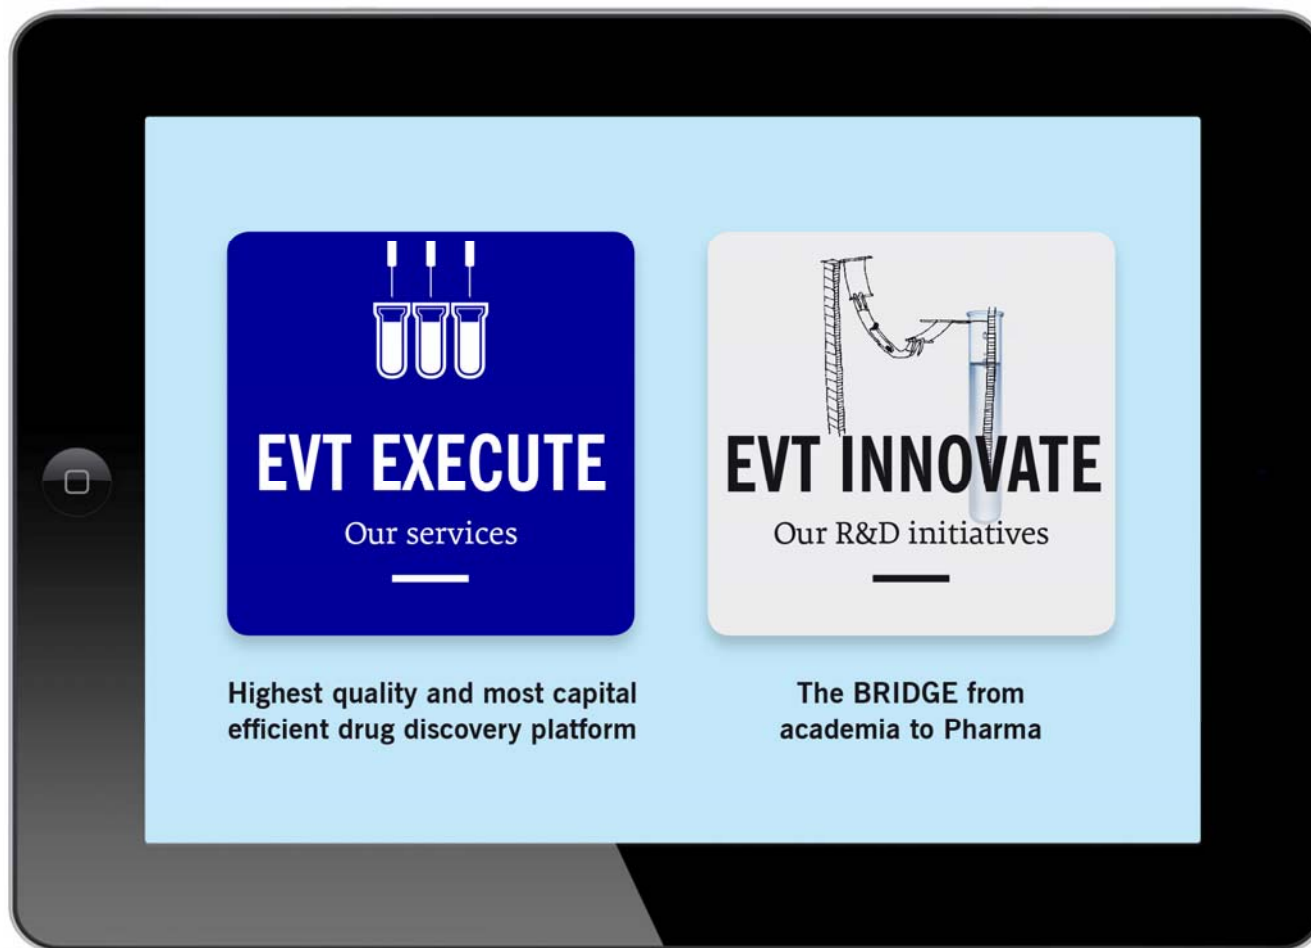 EVT EXECUTE
Our services
Highest quality and most capital
efficient drug discovery platform
EVT INNOVATE
Our R&D initiatives
The BRIDGE from
academia to Pharma